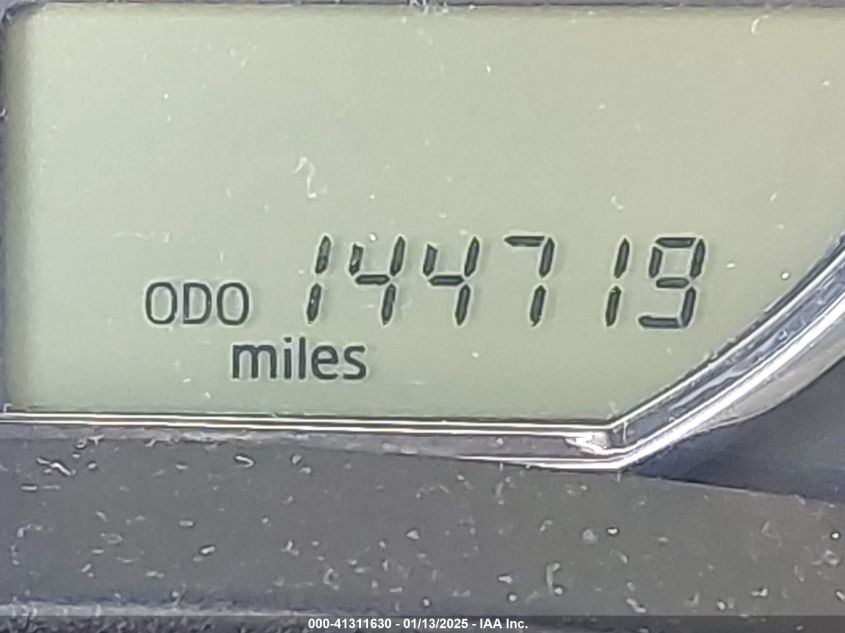 ODO 144719
miles
000-41311630 - 01/13/2025 - IAA Inc.